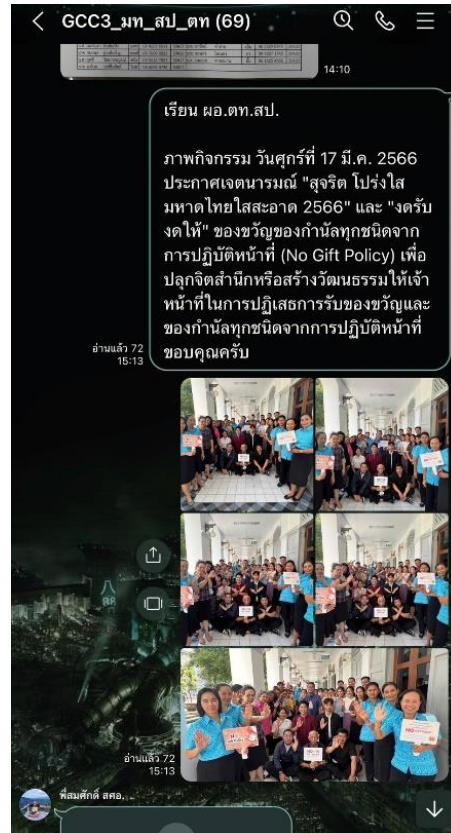 GCC3_มท_สป_ตท (69)
14:10
เรียน ผอ.ตท.สป.
ภาพกิจกรรม วันศุกร์ที่ 17 มี.ค. 2566
ประกาศเจตนารมณ์ "สุจริต โปร่งใส
มหาดไทยใสสะอาด 2566" และ "งดรับ
งดให้" ของขวัญของกำนัลทุกชนิดจาก
การปฏิบัติหน้าที่ (No Gift Policy) เพื่อ
ปลุกจิตสำนึกหรือสร้างวัฒนธรรมให้เจ้า
หน้าที่ในการปฏิเสธการรับของขวัญและ
ของกำนัลทุกชนิดจากการปฏิบัติหน้าที่
ขอบคุณครับ
อ่านแล้ว 72
15:13
อ่านแล้ว 72
15:13
พี่สมศักดิ์ สศอ.